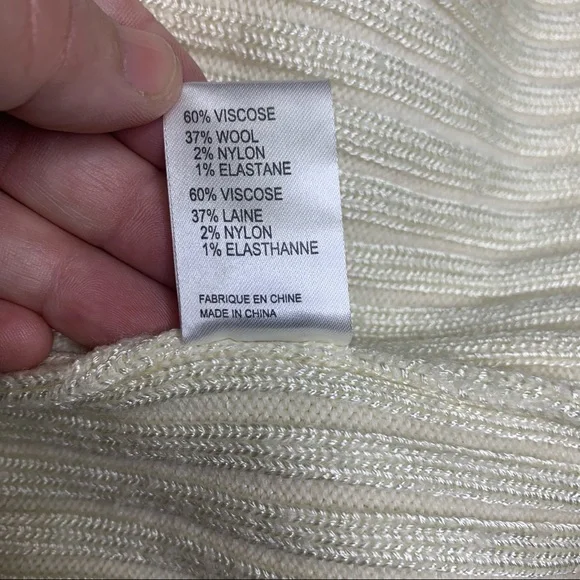 60% VISCOSE
37% WOOL
2% NYLON
1% ELASTANE
60% VISCOSE
37% LAINE
2% NYLON
1% ELASTHANNE
FABRIQUE EN CHINE
MADE IN CHINA